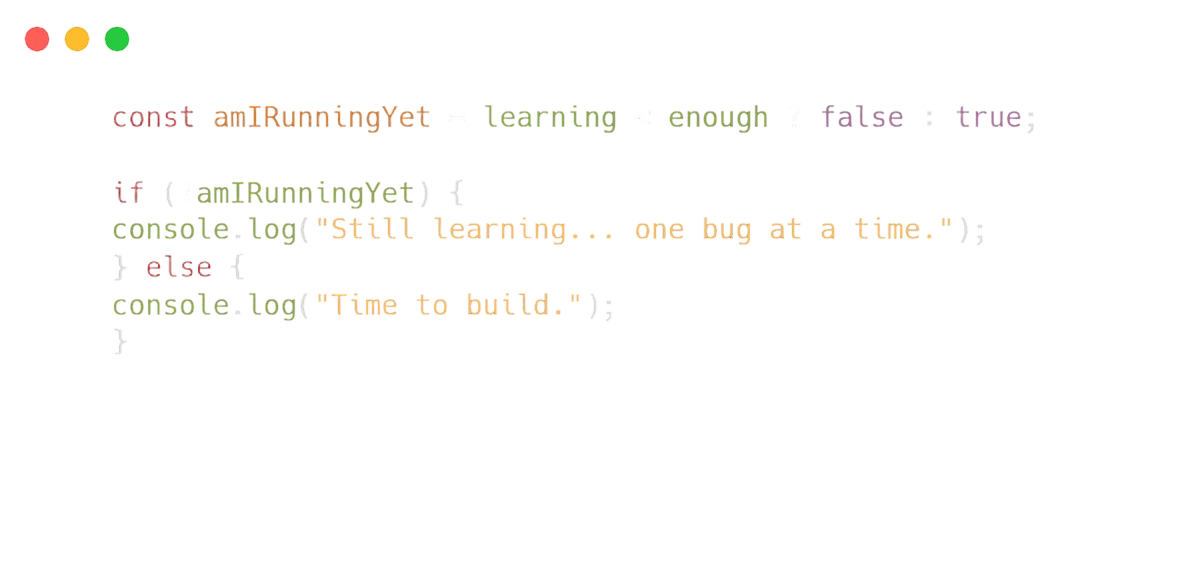 const amIRunningYet = learning < enough ? false : true;
if (!amIRunningYet) {
console.log("Still learning... one bug at a time.");
} else {
console.log("Time to build.");
}